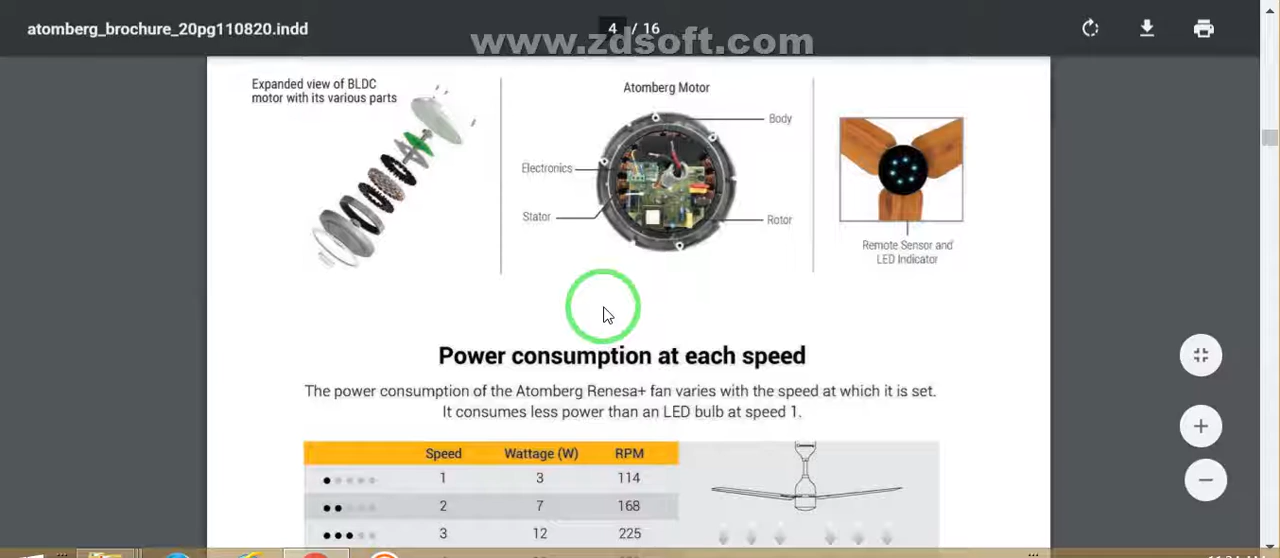 atomberg_brochure_20pg110820.indd
4 / 16
www.zdsoft.com
Expanded view of BLDC
motor with its various parts
Atomberg Motor
Body
Electronics
Stator
Rotor
Remote Sensor and
LED Indicator
Power consumption at each speed
The power consumption of the Atomberg Renesa+ fan varies with the speed at which it is set.
It consumes less power than an LED bulb at speed 1.
Speed Wattage (W) RPM
1 3 114
2 7 168
3 12 225